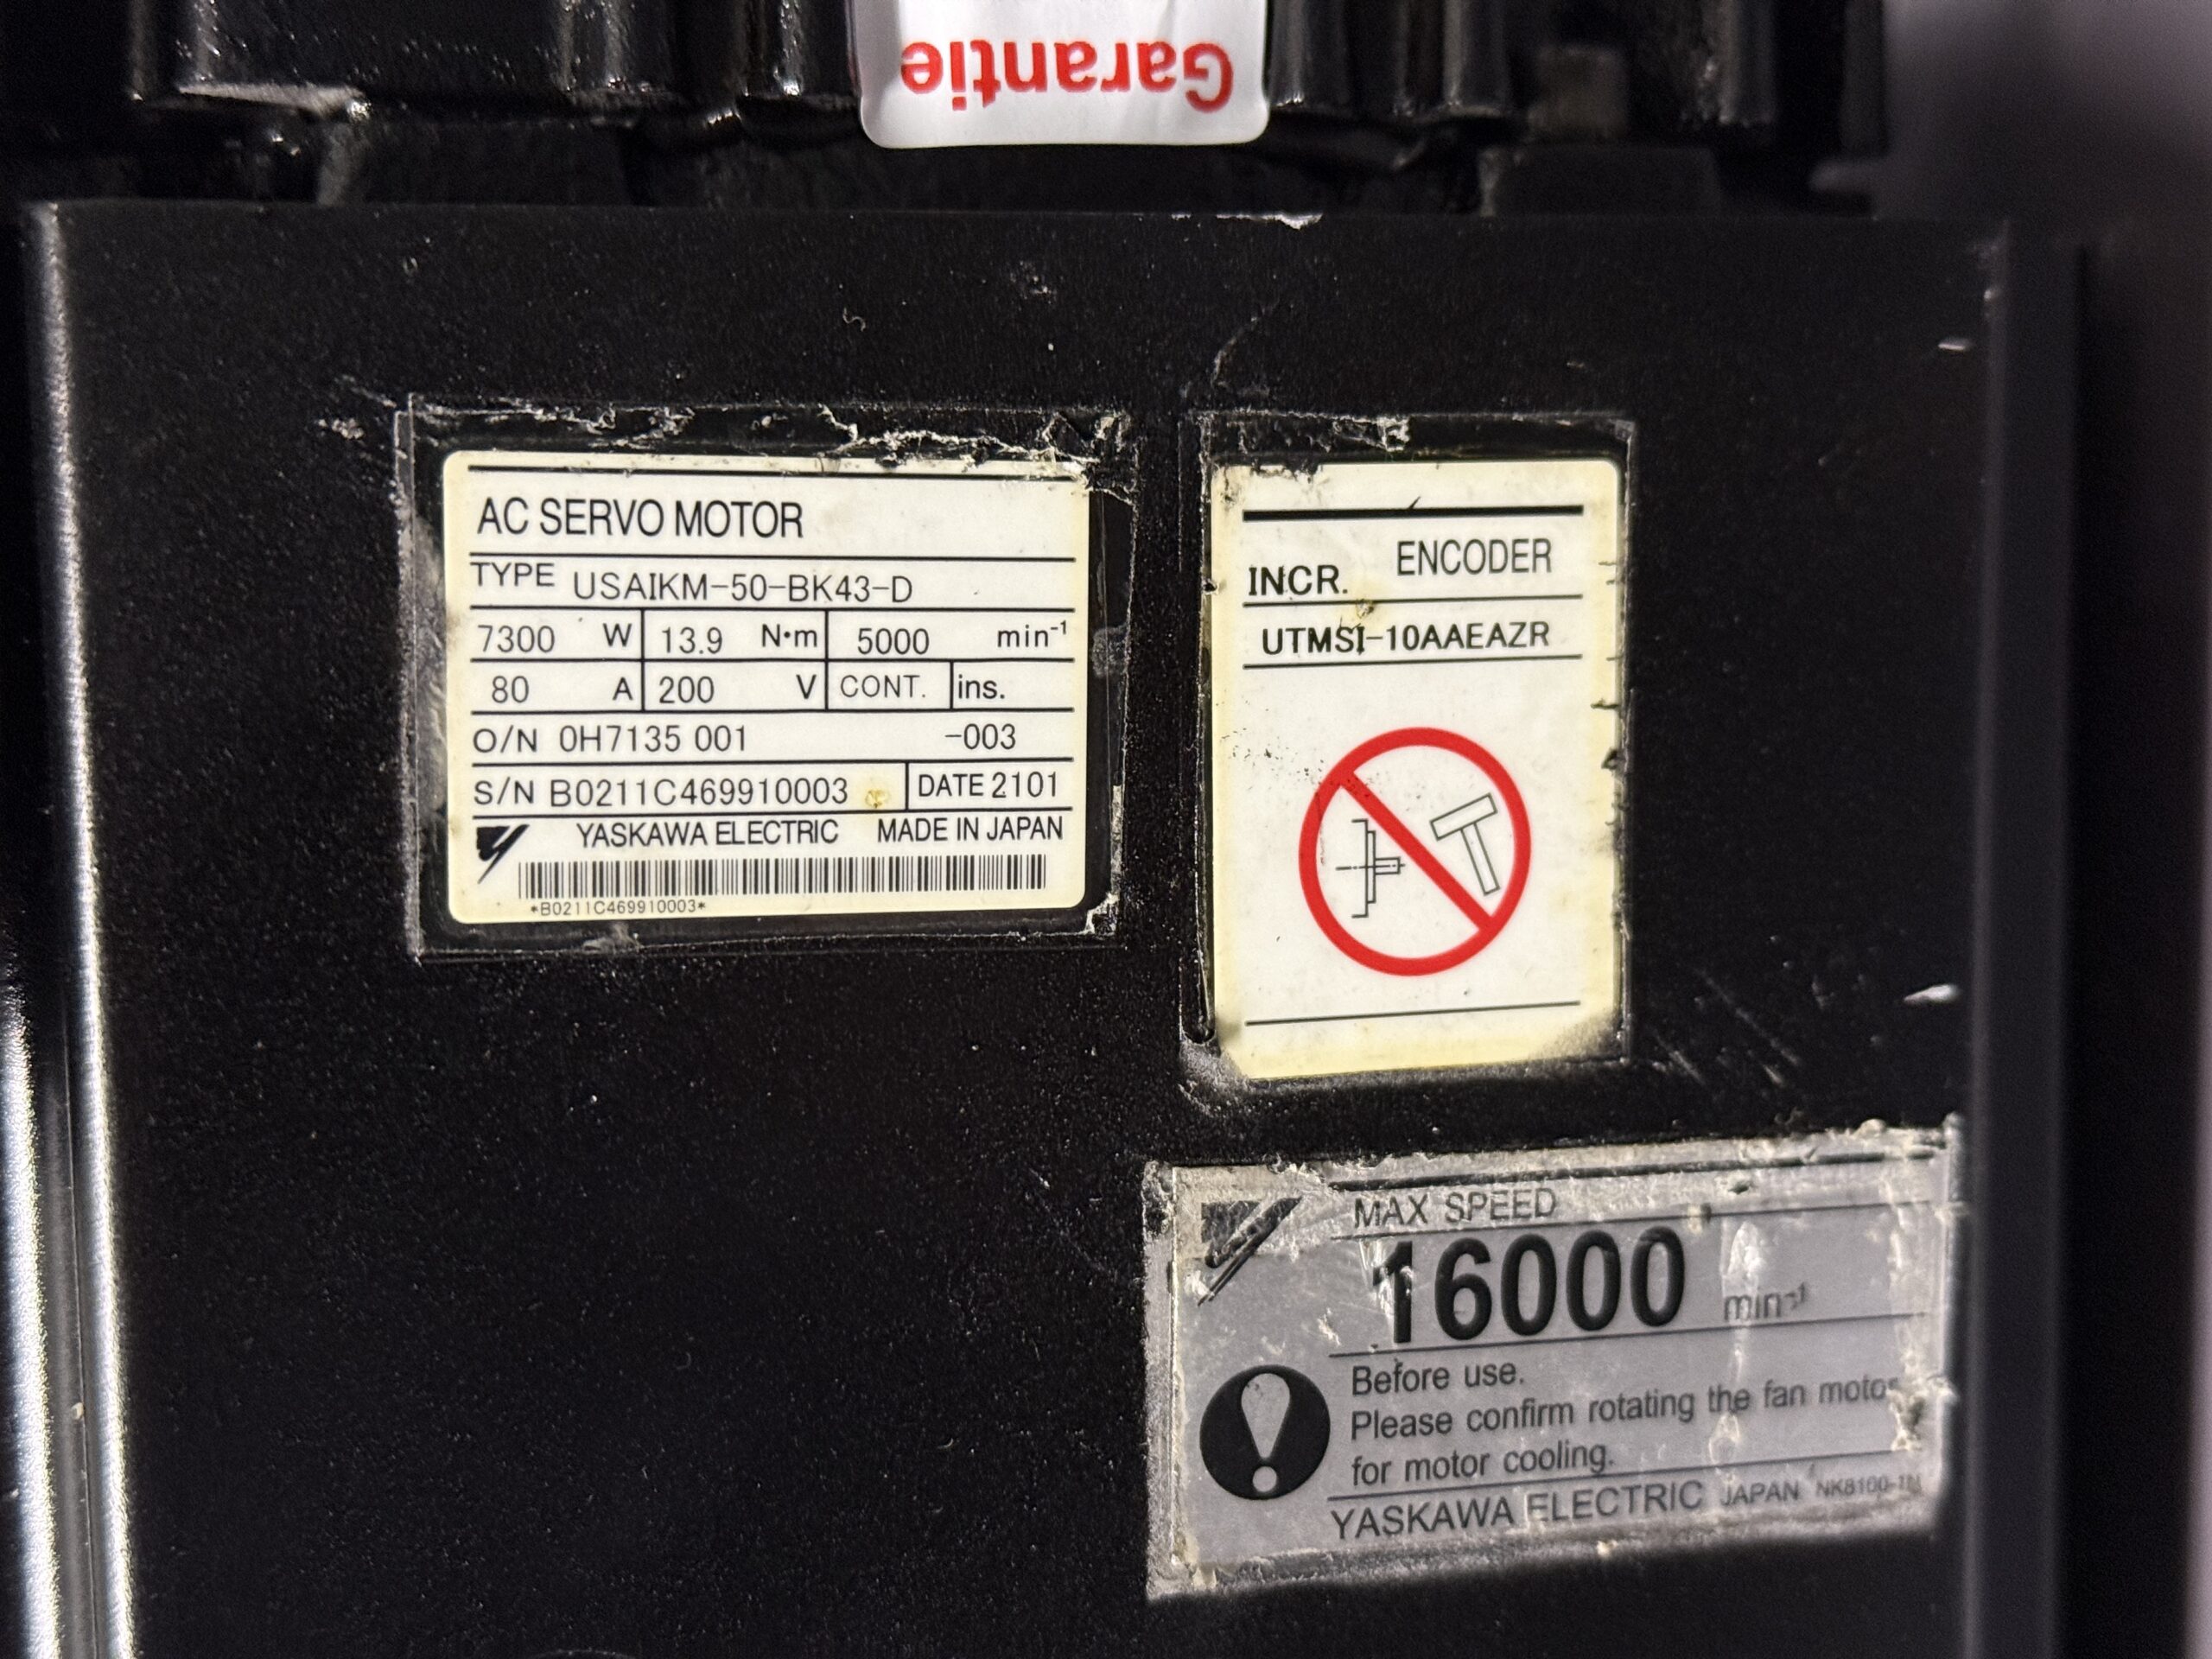 Garantie
AC SERVO MOTOR
TYPE USAIKM-50-BK43-D
7300 W 13.9 N·m 5000 min⁻¹
80 A 200 V CONT. ins.
O/N 0H7135 001 -003
S/N B0211C469910003 DATE 2101
YASKAWA ELECTRIC MADE IN JAPAN
*B0211C469910003*
INCR. ENCODER
UTMSI-10AAEAZR
MAX SPEED
16000 min⁻¹
Before use.
Please confirm rotating the fan motor
for motor cooling.
YASKAWA ELECTRIC JAPAN